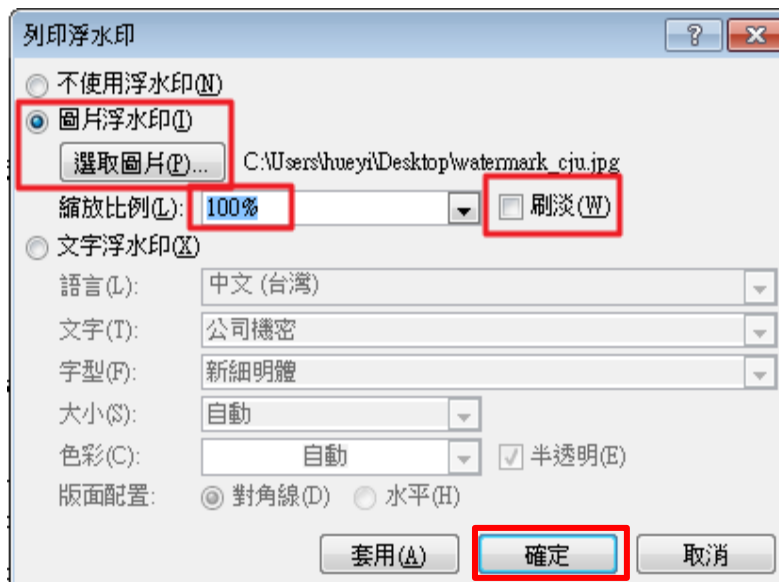 列印浮水印
不使用浮水印(N)
圖片浮水印(I)
選取圖片(P)... C:\Users\hueyi\Desktop\watermark_cju.jpg
縮放比例(L): 100% 刷淡(W)
文字浮水印(X)
語言(L): 中文 (台灣)
文字(T): 公司機密
字型(F): 新細明體
大小(S): 自動
色彩(C): 自動 半透明(E)
版面配置: 對角線(D) 水平(H)
套用(A) 確定 取消